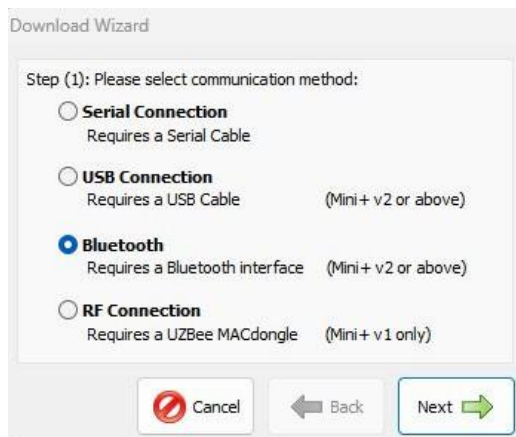 Download Wizard
Step (1): Please select communication method:
Serial Connection
Requires a Serial Cable
USB Connection
Requires a USB Cable (Mini+ v2 or above)
Bluetooth
Requires a Bluetooth interface (Mini+ v2 or above)
RF Connection
Requires a UZBee MACdongle (Mini+ v1 only)
Cancel Back Next